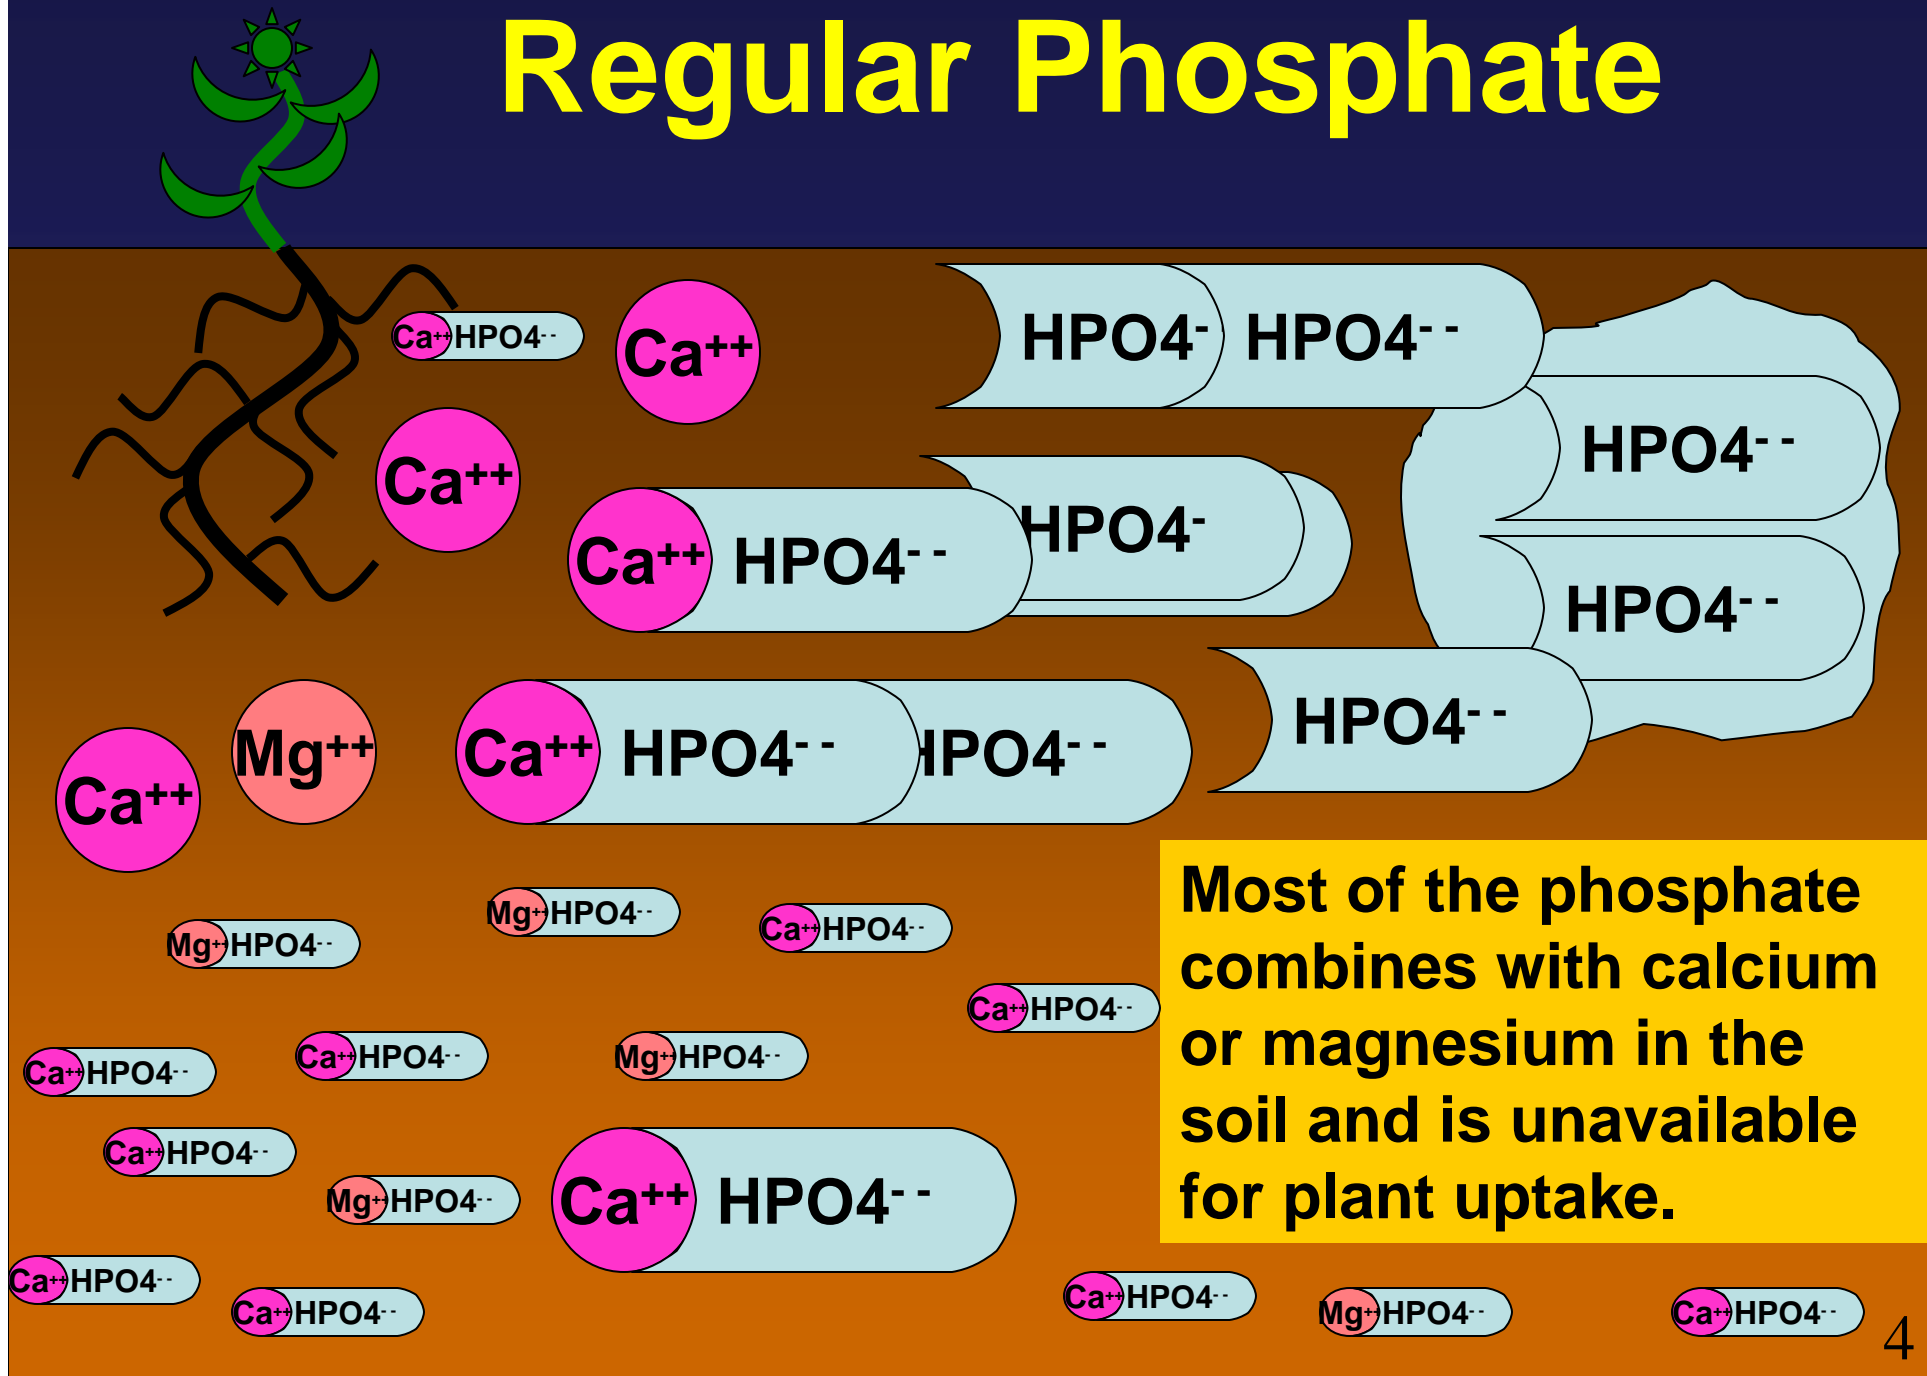 Regular Phosphate
Ca++HPO4--
Ca++
HPO4-
HPO4--
HPO4--
Ca++
Ca++ HPO4--
HPO4-
HPO4--
HPO4--
Mg++
Ca++ HPO4--
HPO4--
Ca++
Most of the phosphate
combines with calcium
or magnesium in the
soil and is unavailable
for plant uptake.
Mg++HPO4--
Ca++HPO4--
Mg++HPO4--
Ca++HPO4--
Ca++HPO4--
Mg++HPO4--
Ca++HPO4--
Ca++HPO4--
Mg++HPO4--
Ca++ HPO4--
Ca++HPO4--
Ca++HPO4--
Ca++HPO4--
Mg++HPO4--
Ca++HPO4--
4